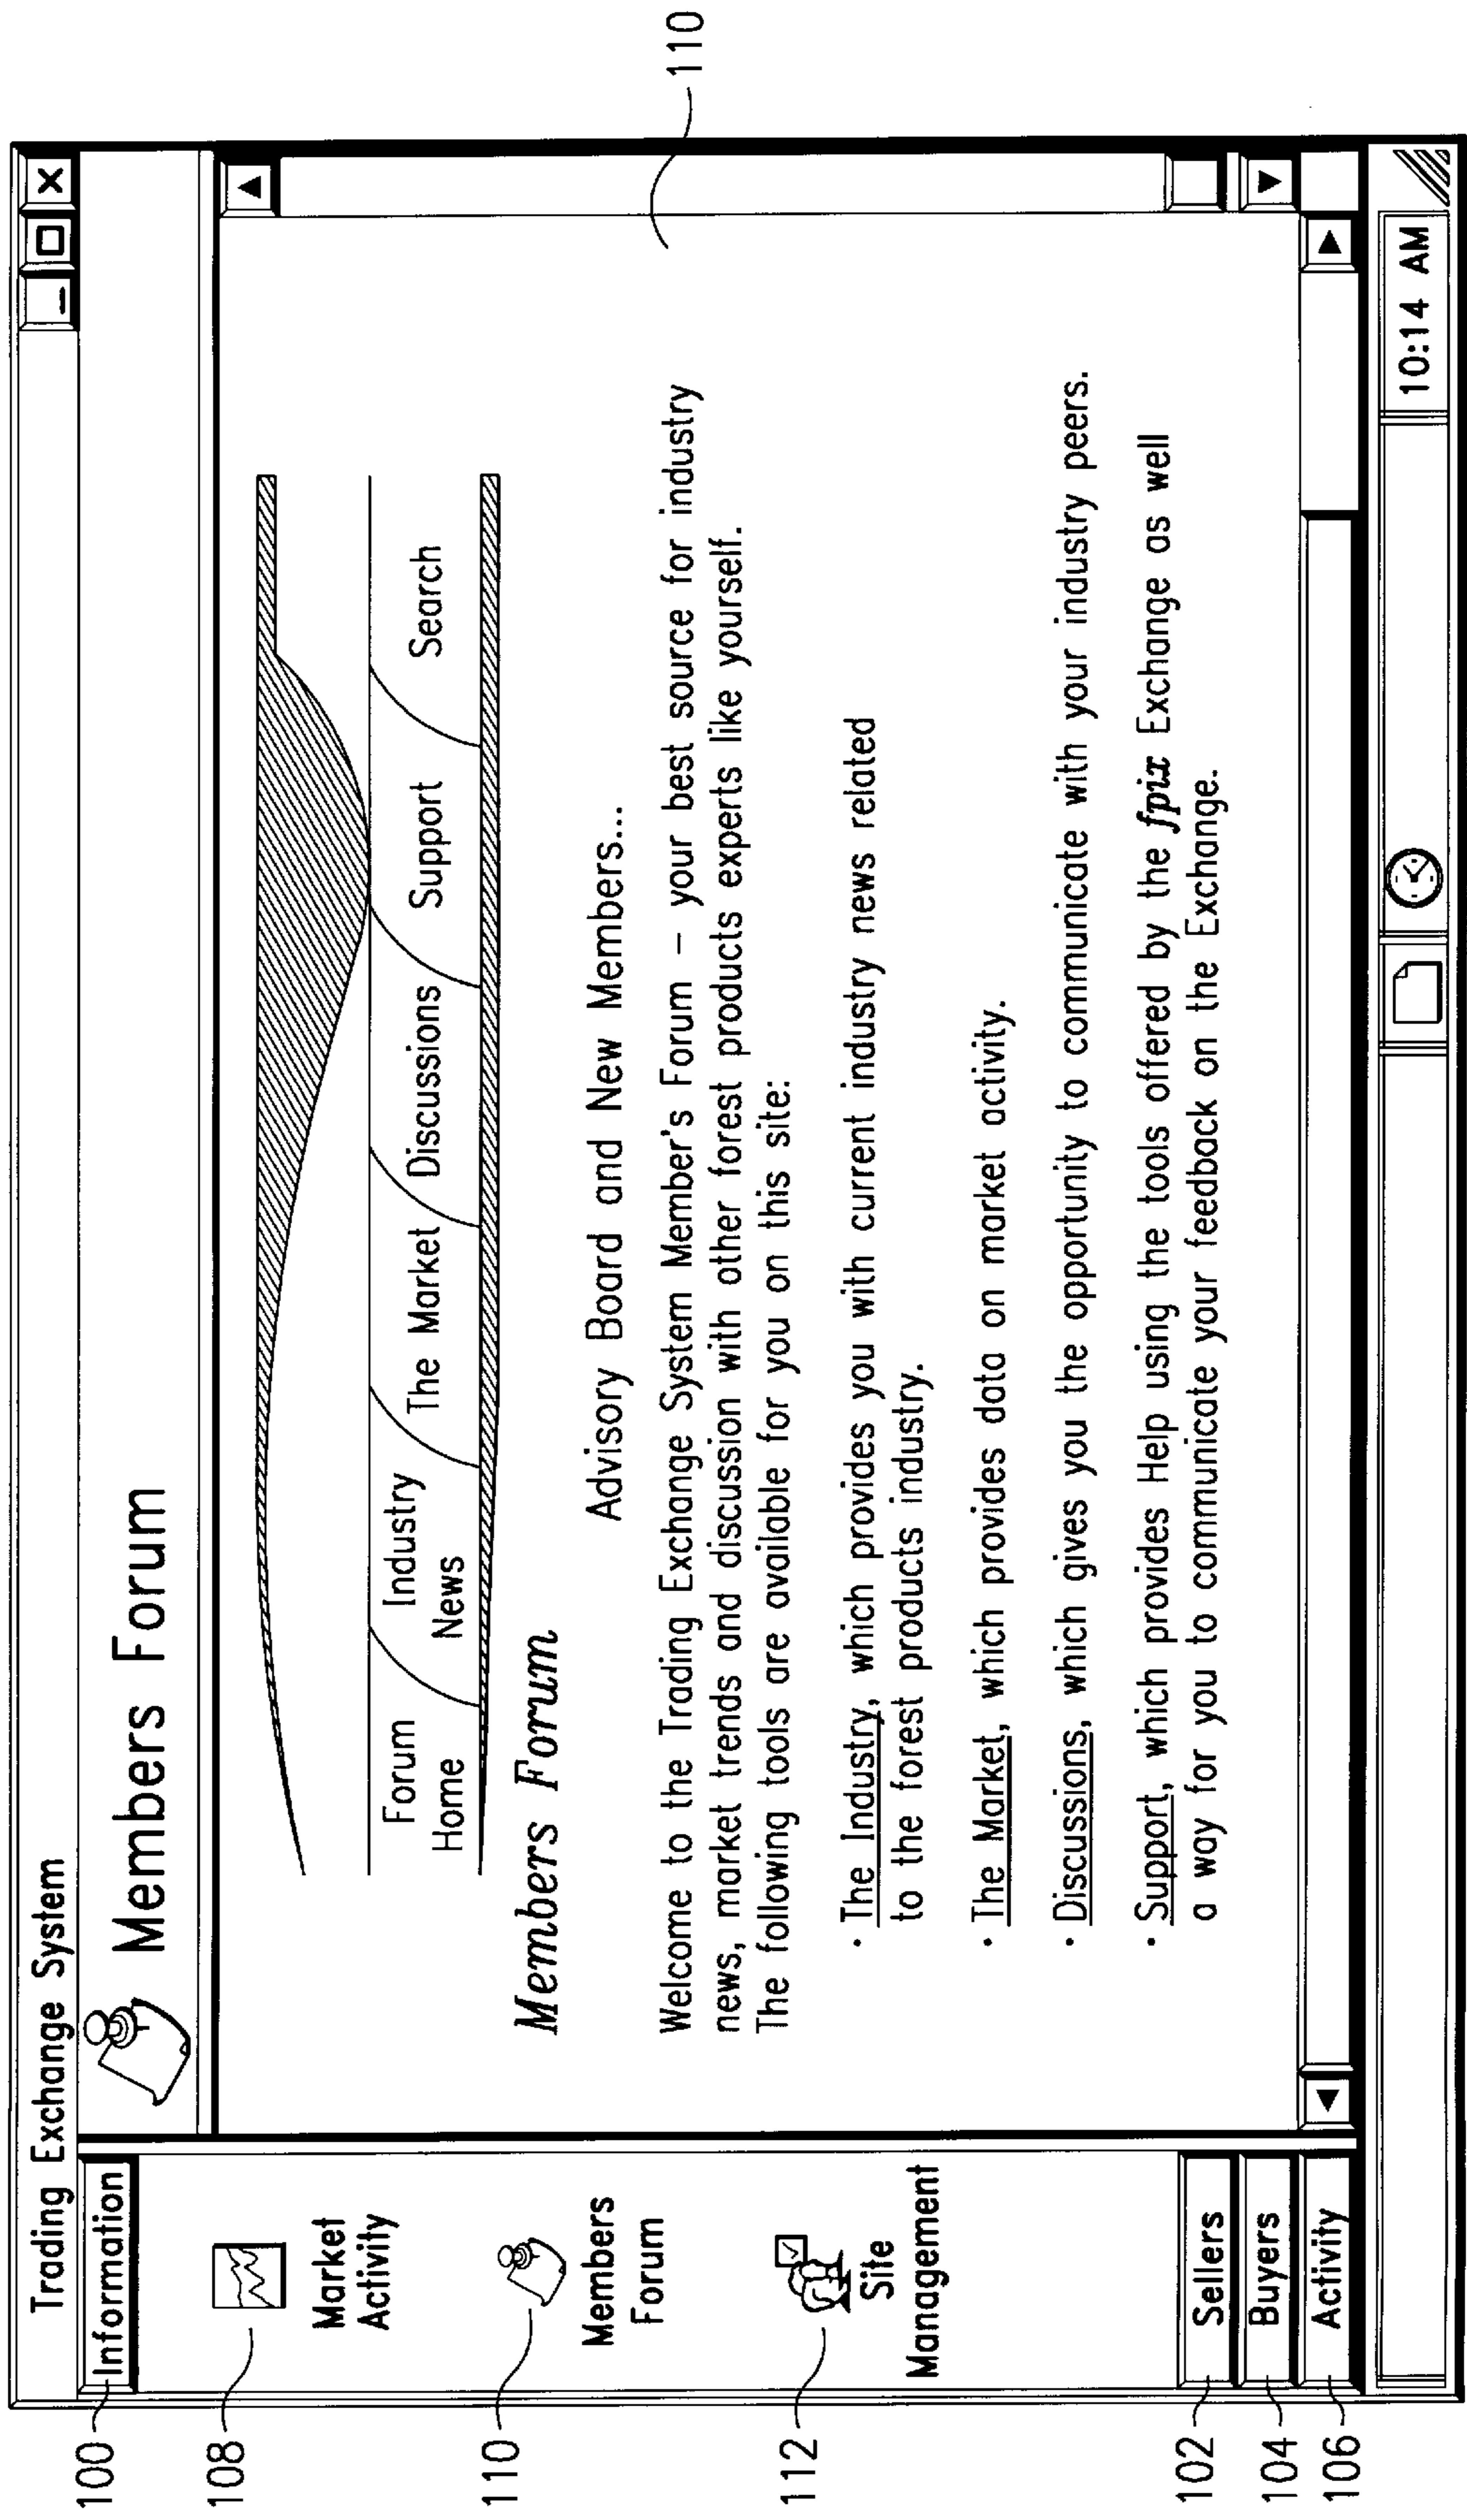 Trading Exchange System
100
Information
Members Forum
108
Market
Activity
110
Members
Forum
112
Site
Management
102
Sellers
104
Buyers
106
Activity
Forum
Home
Industry
News
The Market
Discussions
Support
Search
Members Forum
Advisory Board and New Members...
Welcome to the Trading Exchange System Member's Forum – your best source for industry
news, market trends and discussion with other forest products experts like yourself.
The following tools are available for you on this site:
· The Industry, which provides you with current industry news related
to the forest products industry.
· The Market, which provides data on market activity.
· Discussions, which gives you the opportunity to communicate with your industry peers.
· Support, which provides Help using the tools offered by the fpix Exchange as well
a way for you to communicate your feedback on the Exchange.
110
10:14 AM